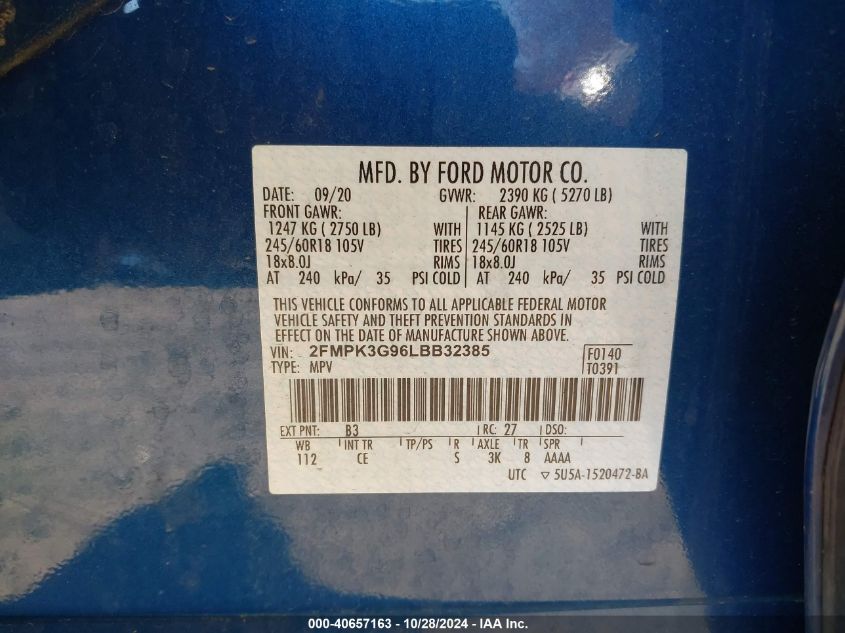 MFD. BY FORD MOTOR CO.
DATE: 09/20 GVWR: 2390 KG ( 5270 LB)
FRONT GAWR: REAR GAWR:
1247 KG ( 2750 LB) WITH 1145 KG ( 2525 LB) WITH
245/60R18 105V TIRES 245/60R18 105V TIRES
18x8.0J RIMS 18x8.0J RIMS
AT 240 kPa/ 35 PSI COLD AT 240 kPa/ 35 PSI COLD
THIS VEHICLE CONFORMS TO ALL APPLICABLE FEDERAL MOTOR
VEHICLE SAFETY AND THEFT PREVENTION STANDARDS IN
EFFECT ON THE DATE OF MANUFACTURE SHOWN ABOVE.
VIN: 2FMPK3G96LBB32385 F0140
TYPE: MPV T0391
EXT PNT: B3 RC: 27 DSO:
WB INT TR TP/PS R AXLE TR SPR
112 CE S 3K 8 AAAA
UTC ▽ 5U5A-1520472-BA
000-40657163 - 10/28/2024 - IAA Inc.